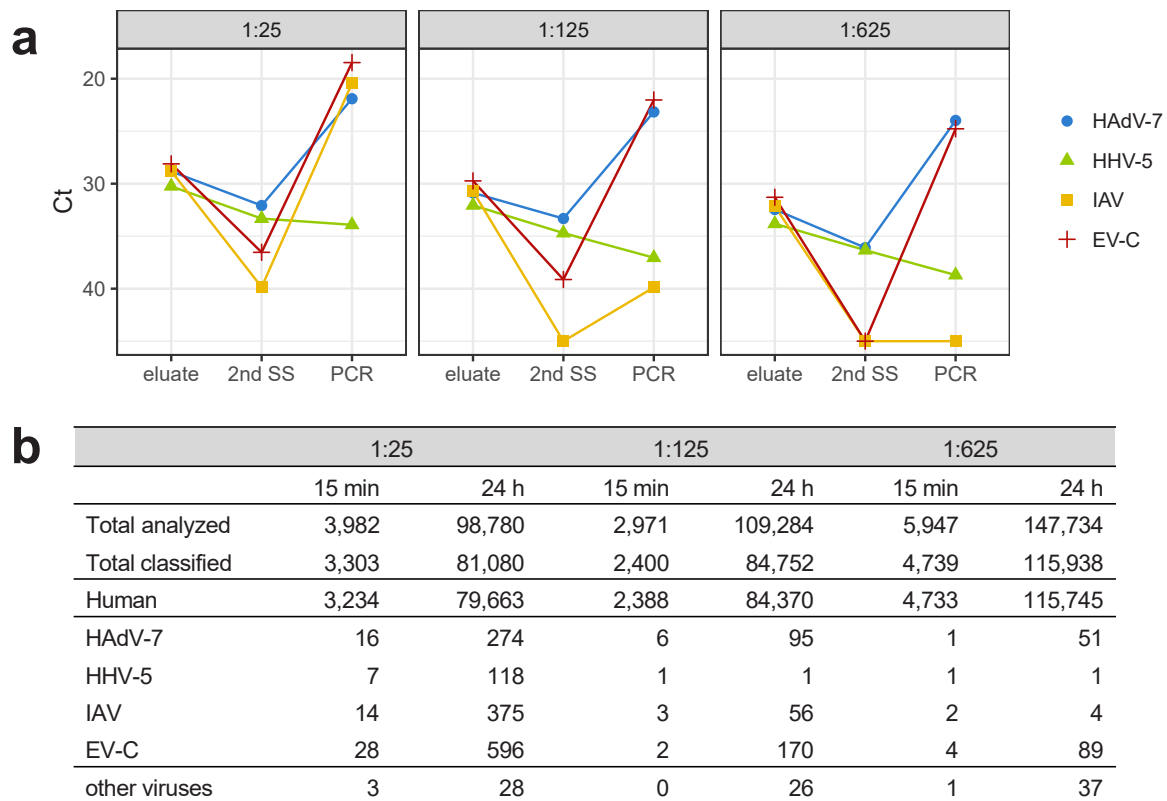 a
1:25 1:125 1:625
20
30
40
Ct
eluate 2nd SS PCR eluate 2nd SS PCR eluate 2nd SS PCR
HAdV-7
HHV-5
IAV
EV-C
b
1:25 1:125 1:625
15 min 24 h 15 min 24 h 15 min 24 h
Total analyzed 3,982 98,780 2,971 109,284 5,947 147,734
Total classified 3,303 81,080 2,400 84,752 4,739 115,938
Human 3,234 79,663 2,388 84,370 4,733 115,745
HAdV-7 16 274 6 95 1 51
HHV-5 7 118 1 1 1 1
IAV 14 375 3 56 2 4
EV-C 28 596 2 170 4 89
other viruses 3 28 0 26 1 37